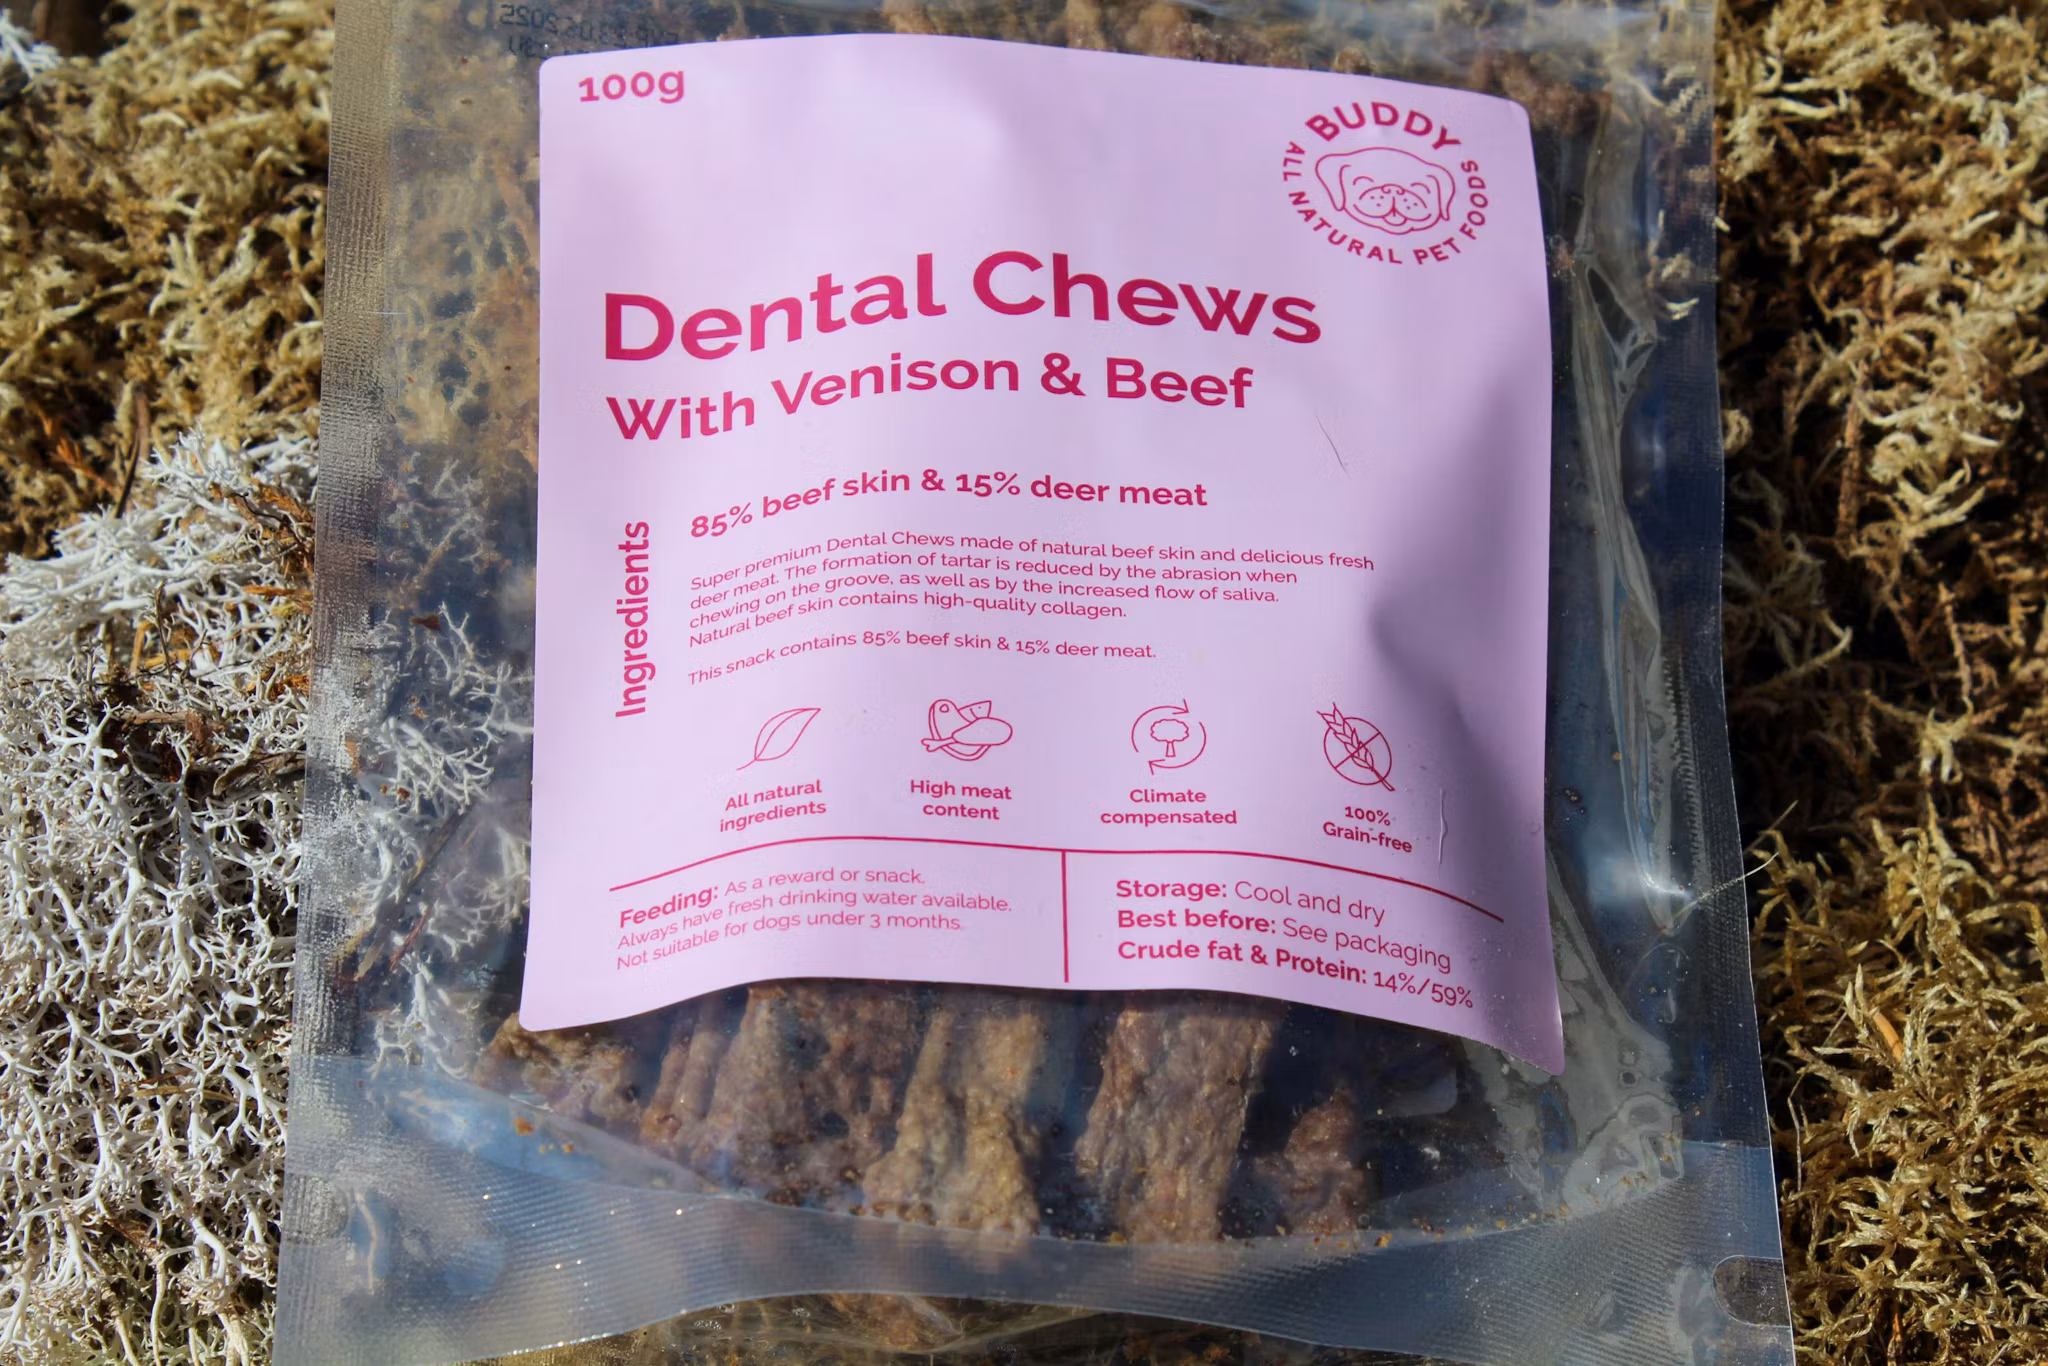 100g
BUDDY
ALL NATURAL PET FOODS
Dental Chews
With Venison & Beef
Ingredients
85% beef skin & 15% deer meat
Super premium Dental Chews made of natural beef skin and delicious fresh
deer meat. The formation of tartar is reduced by the abrasion when
chewing on the groove, as well as by the increased flow of saliva.
Natural beef skin contains high-quality collagen.
This snack contains 85% beef skin & 15% deer meat.
All natural
ingredients
High meat
content
Climate
compensated
100%
Grain-free
Feeding: As a reward or snack.
Always have fresh drinking water available.
Not suitable for dogs under 3 months.
Storage: Cool and dry
Best before: See packaging
Crude fat & Protein: 14%/59%